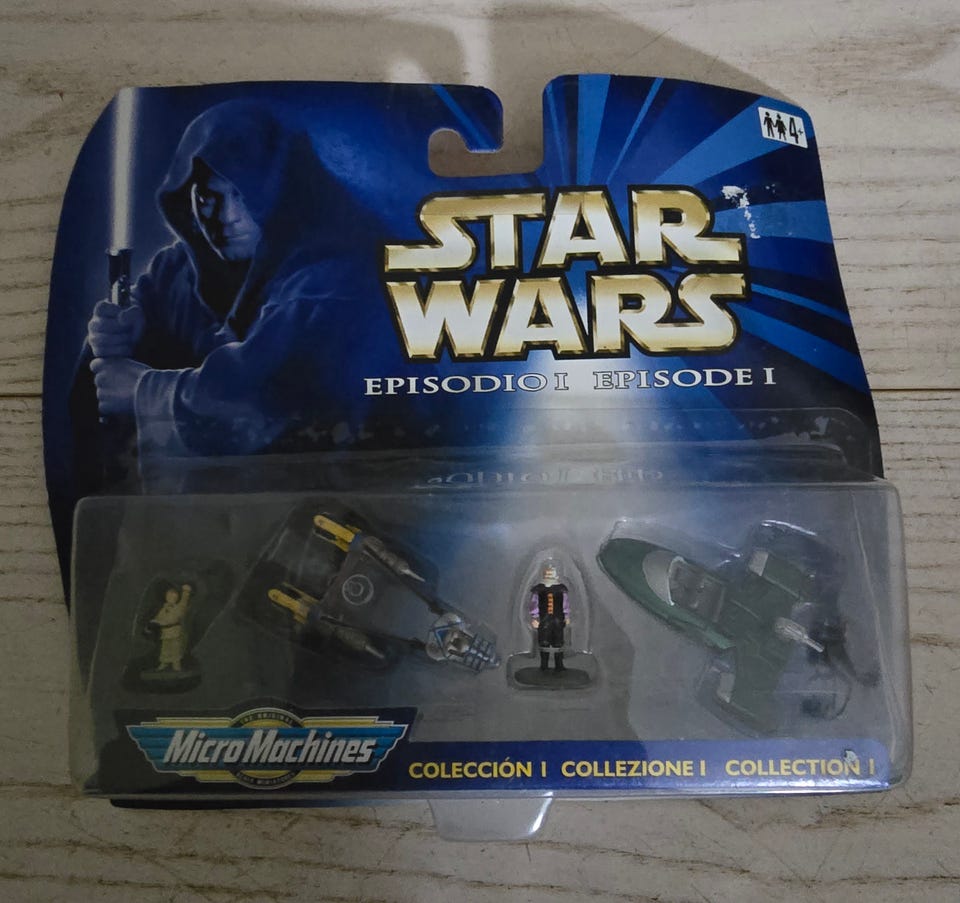 4+
STAR
WARS
EPISODIO I EPISODE I
THE ORIGINAL
Micro Machines
COLECCIÓN I COLLEZIONE I COLLECTION I